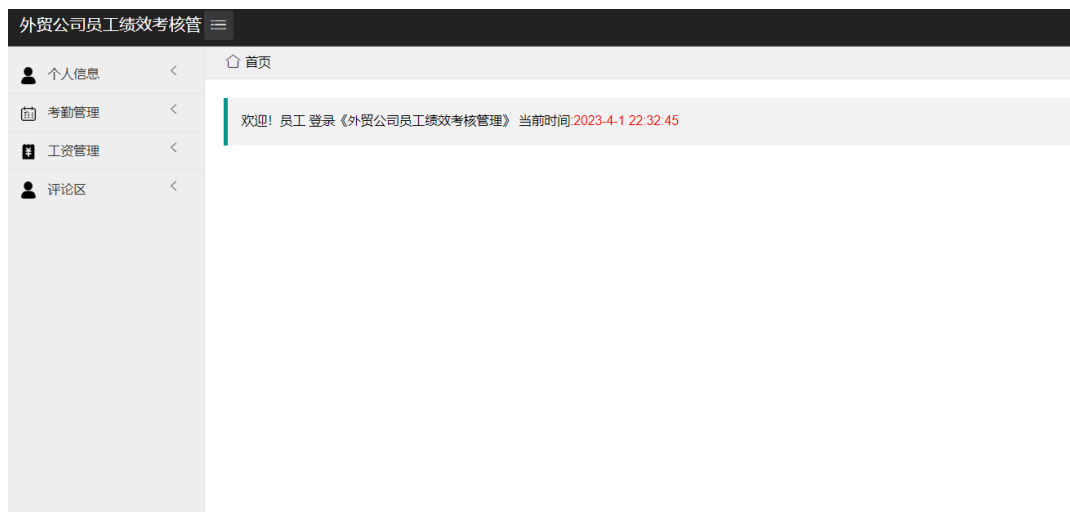 外贸公司员工绩效考核管
首页
个人信息
考勤管理
工资管理
评论区
欢迎！员工 登录《外贸公司员工绩效考核管理》 当前时间:2023-4-1 22:32:45